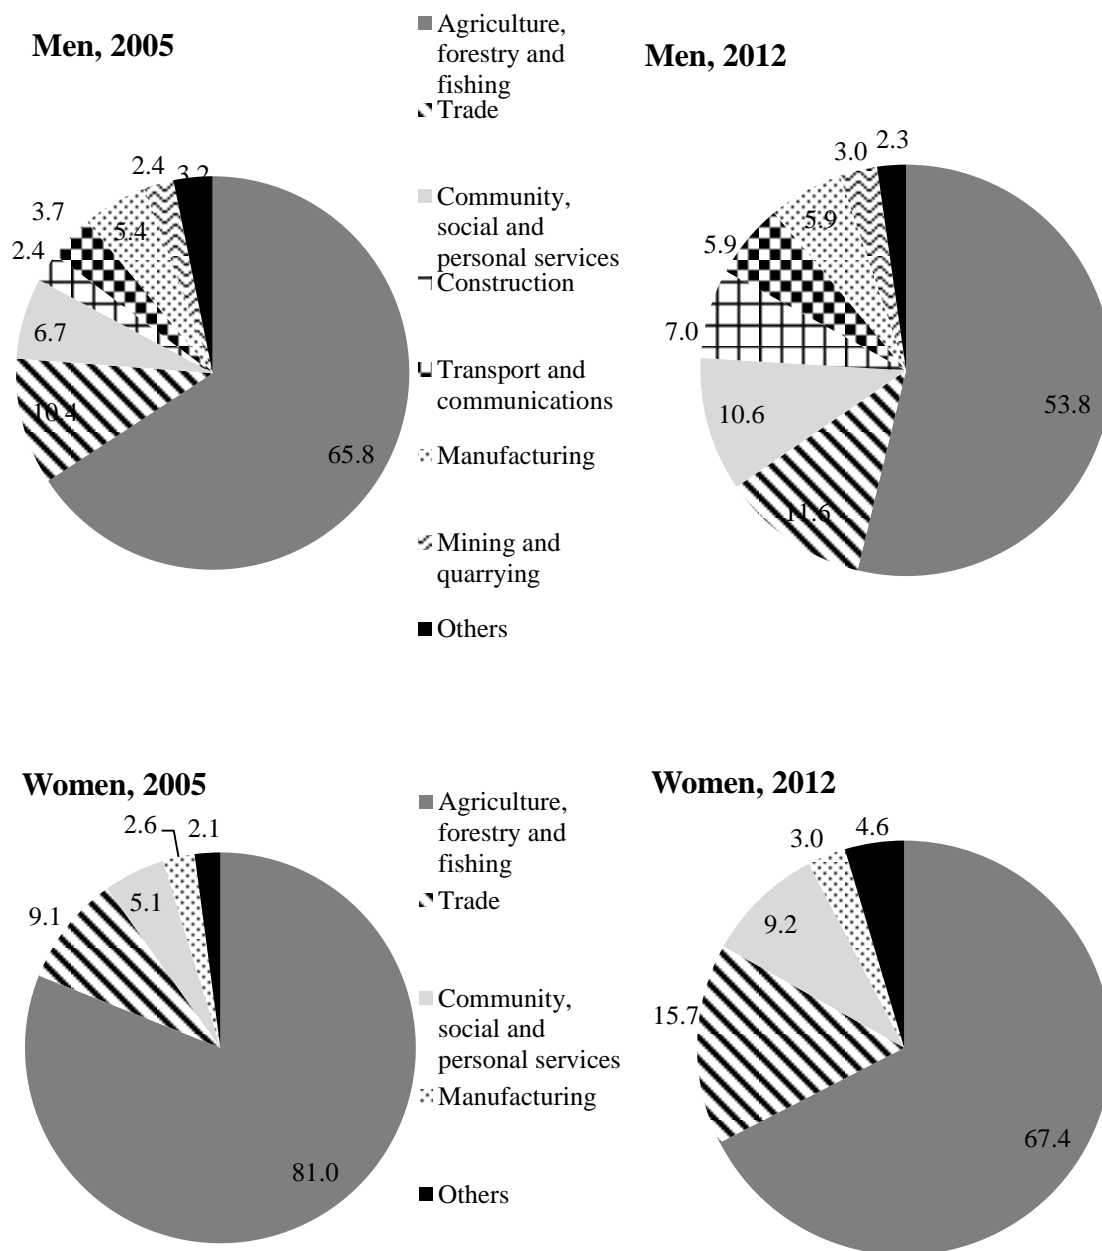 Men, 2005
Agriculture,
forestry and
fishing
Trade
Community,
social and
personal services
Construction
Transport and
communications
Manufacturing
Mining and
quarrying
Others
2.4
3.2
3.7
5.4
2.4
6.7
10.4
65.8
Men, 2012
3.0
2.3
5.9
5.9
7.0
10.6
11.6
53.8
Women, 2005
Agriculture,
forestry and
fishing
Trade
Community,
social and
personal services
Manufacturing
Others
2.6
2.1
5.1
9.1
81.0
Women, 2012
3.0
4.6
9.2
15.7
67.4